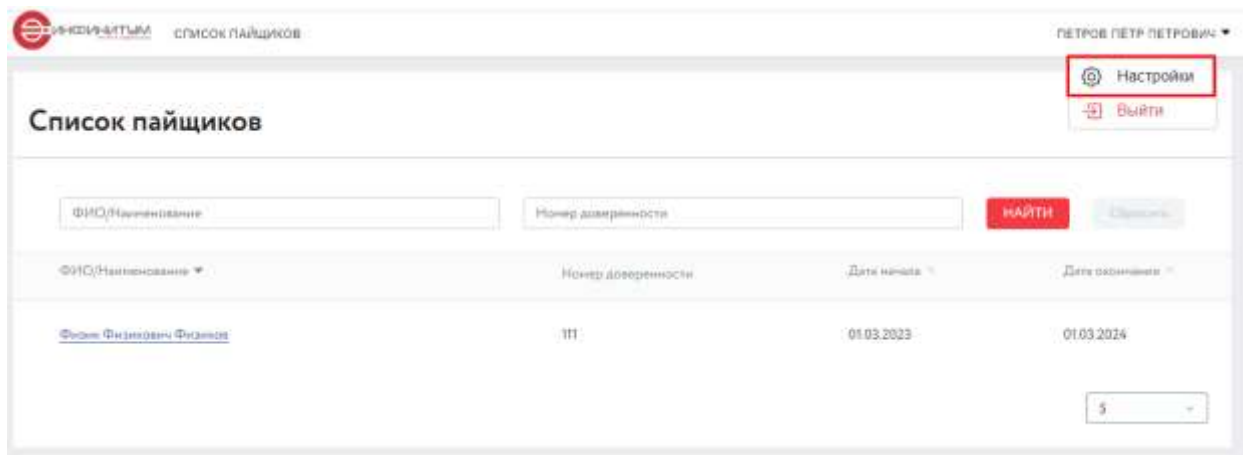 ИНФИНИТУМ СПИСОК ПАЙЩИКОВ ПЕТРОВ ПЕТР ПЕТРОВИЧ
Настройки
Выйти
Список пайщиков
ФИО/Наименование Номер доверенности НАЙТИ Сбросить
ФИО/Наименование Номер доверенности Дата начала Дата окончания
Физик Физикович Физиков 111 01.03.2023 01.03.2024
5